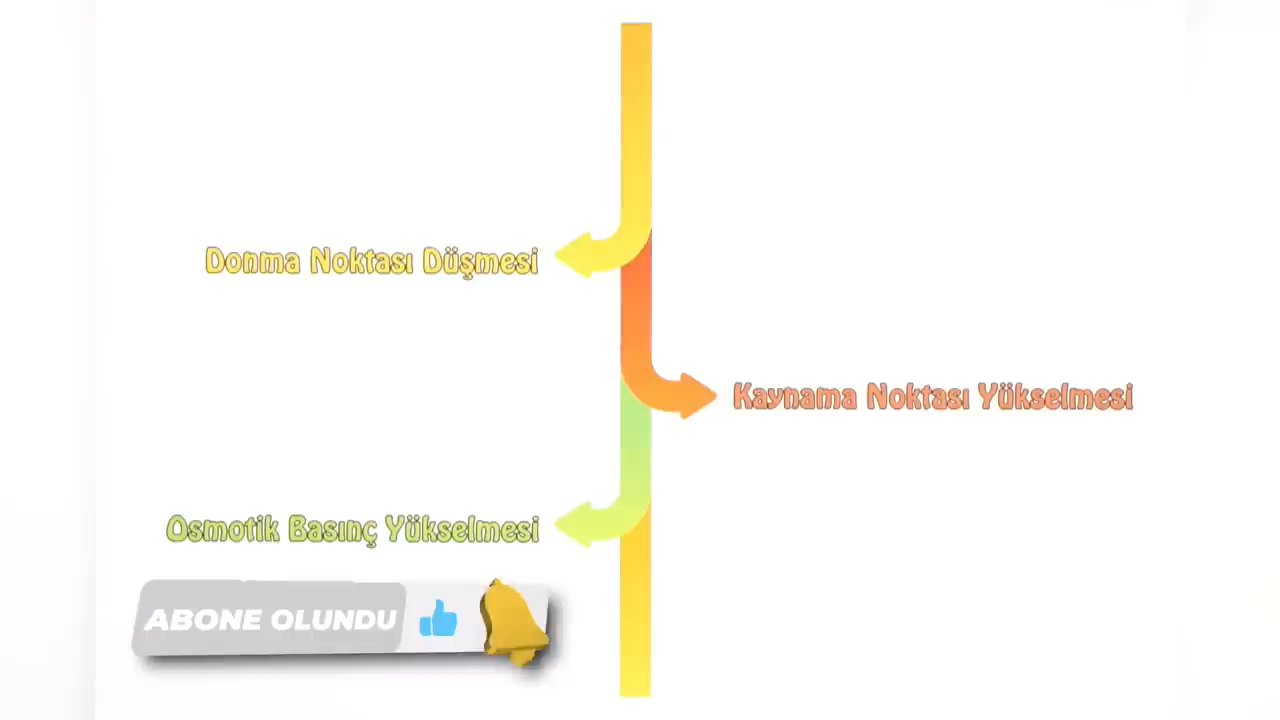 Donma Noktası Düşmesi
Kaynama Noktası Yükselmesi
Osmotik Basınç Yükselmesi
ABONE OLUNDU